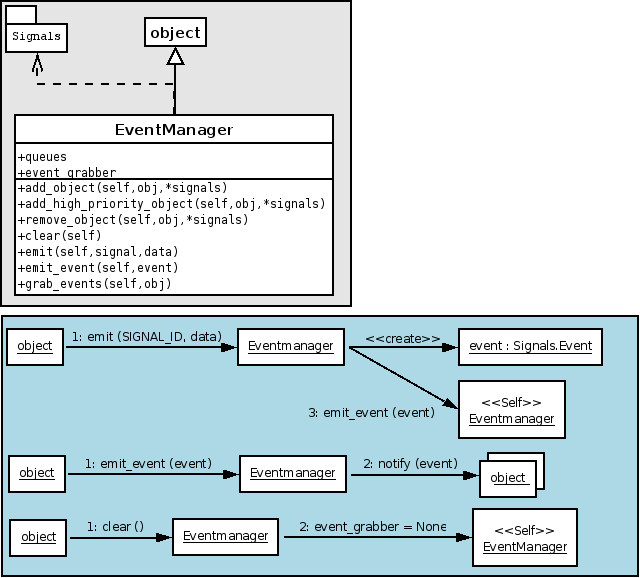 Signals
object
EventManager
+queues
+event_grabber
+add_object(self,obj,*signals)
+add_high_priority_object(self,obj,*signals)
+remove_object(self,obj,*signals)
+clear(self)
+emit(self,signal,data)
+emit_event(self,event)
+grab_events(self,obj)
object
1: emit (SIGNAL_ID, data)
Eventmanager
<<create>>
event : Signals.Event
3: emit_event (event)
<<Self>>
Eventmanager
object
1: emit_event (event)
Eventmanager
2: notify (event)
object
object
1: clear ()
Eventmanager
2: event_grabber = None
<<Self>>
EventManager